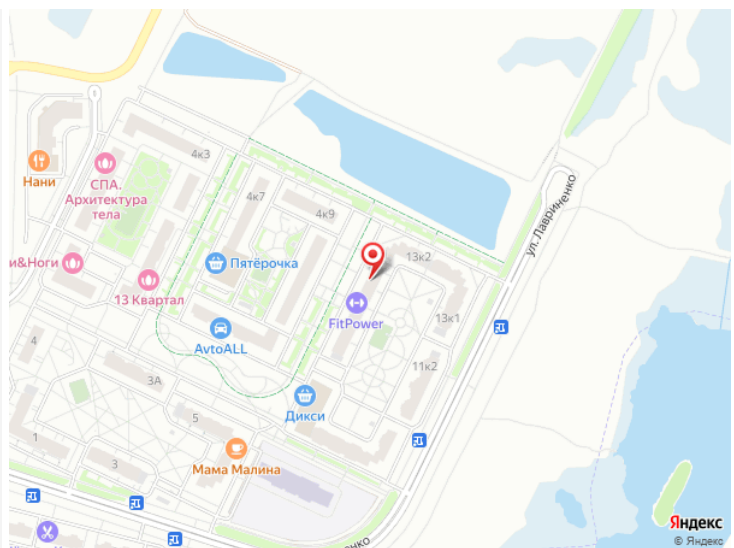 4к3
Нани
СПА.
Архитектура
тела
4к7
4к9
ул. Лавриненко
и&Ноги
Пятёрочка
13к2
13 Квартал
FitPower
13к1
AvtoALL
4
11к2
3А
Дикси
5
1
3
Мама Малина
нко
Яндекс
© Яндекс